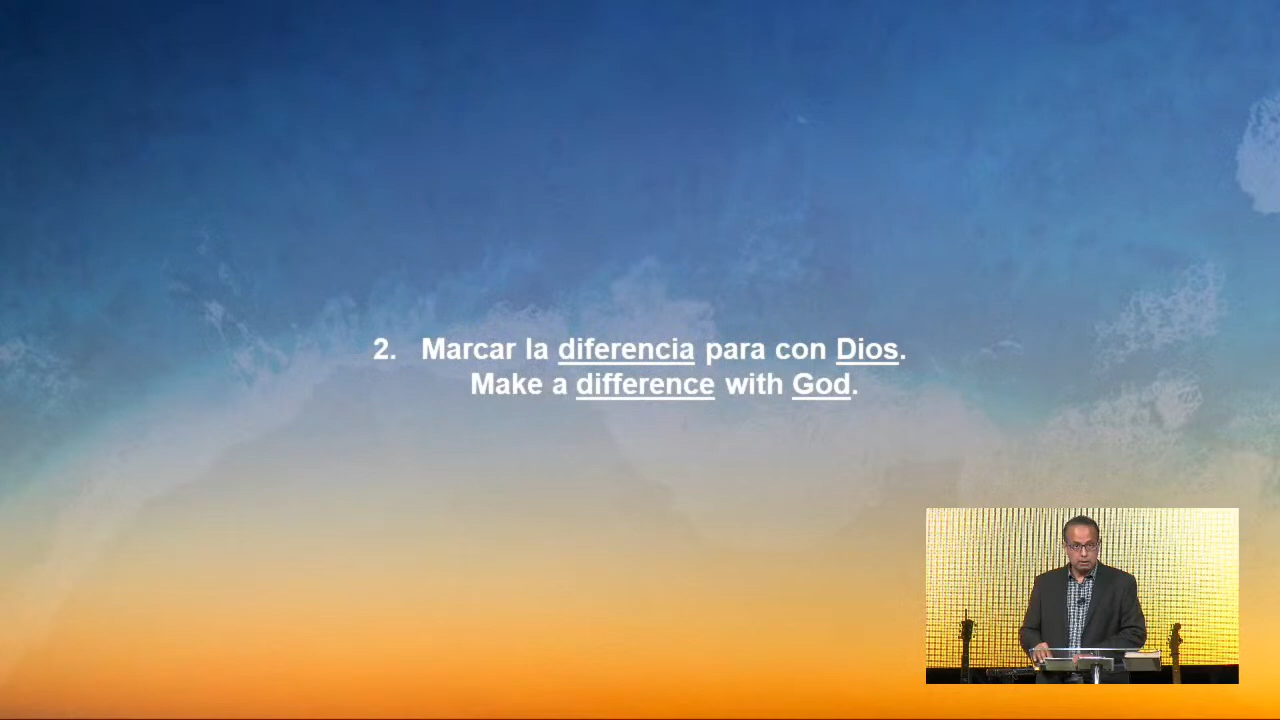 2. Marcar la diferencia para con Dios.
Make a difference with God.